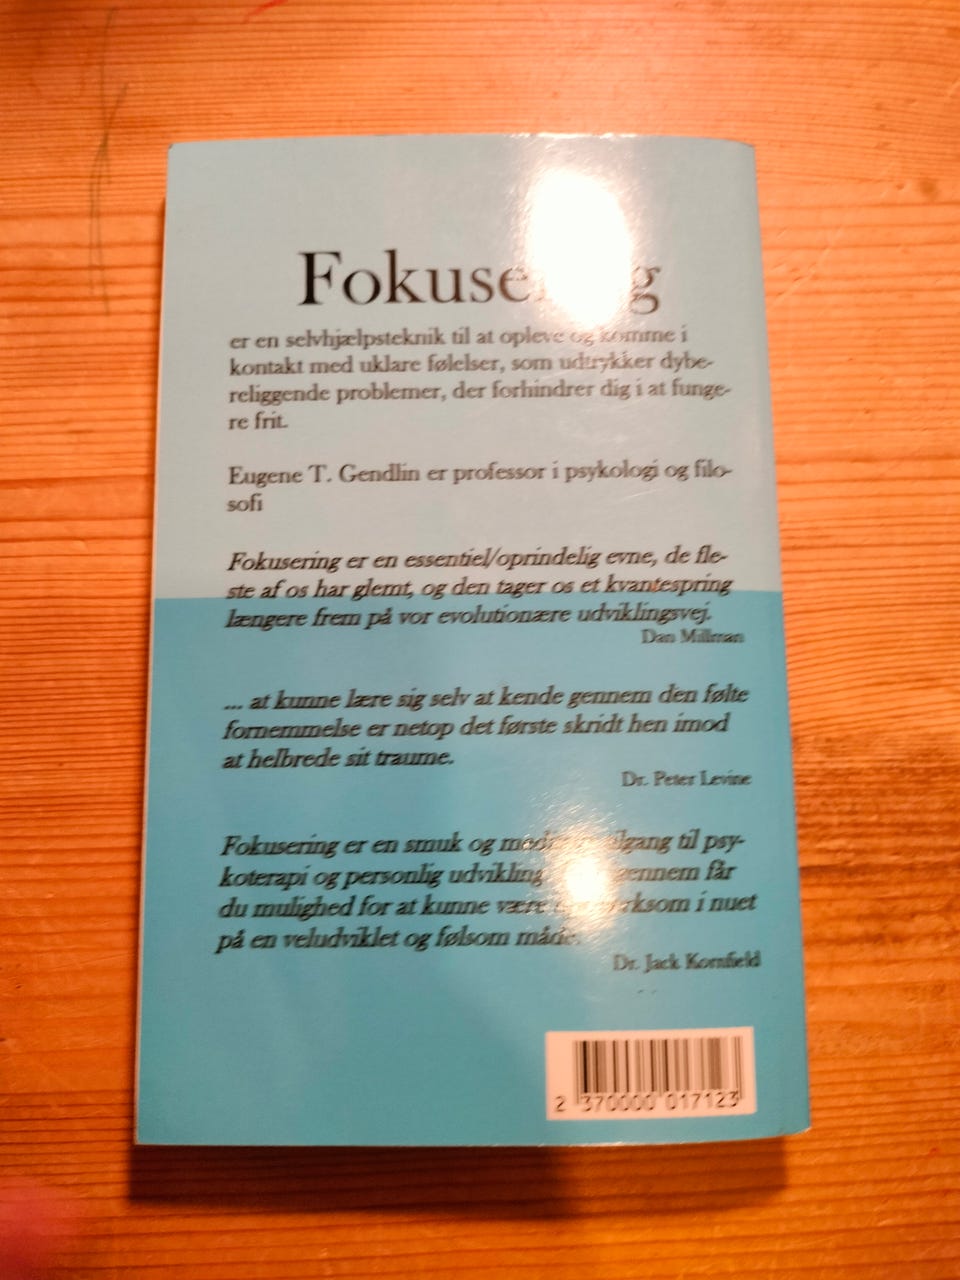 Fokusering
er en selvhjælpsteknik til at opleve og komme i
kontakt med uklare følelser, som udtrykker dybe-
religgende problemer, der forhindrer dig i at funge-
re frit.
Eugene T. Gendlin er professor i psykologi og filo-
sofi
Fokusering er en essentiel/oprindelig evne, de fle-
ste af os har glemt, og den tager os et kvantespring
længere frem på vor evolutionære udviklingsvej.
Dan Millman
... at kunne lære sig selv at kende gennem den følte
fornemmelse er netop det første skridt hen imod
at helbrede sit traume.
Dr. Peter Levine
Fokusering er en smuk og til psy-
koterapi og personlig udvikling får
du mulighed for at kunne være i nuet
på en veludviklet og følsom måde.
Dr. Jack Kornfield
2 370000 017123